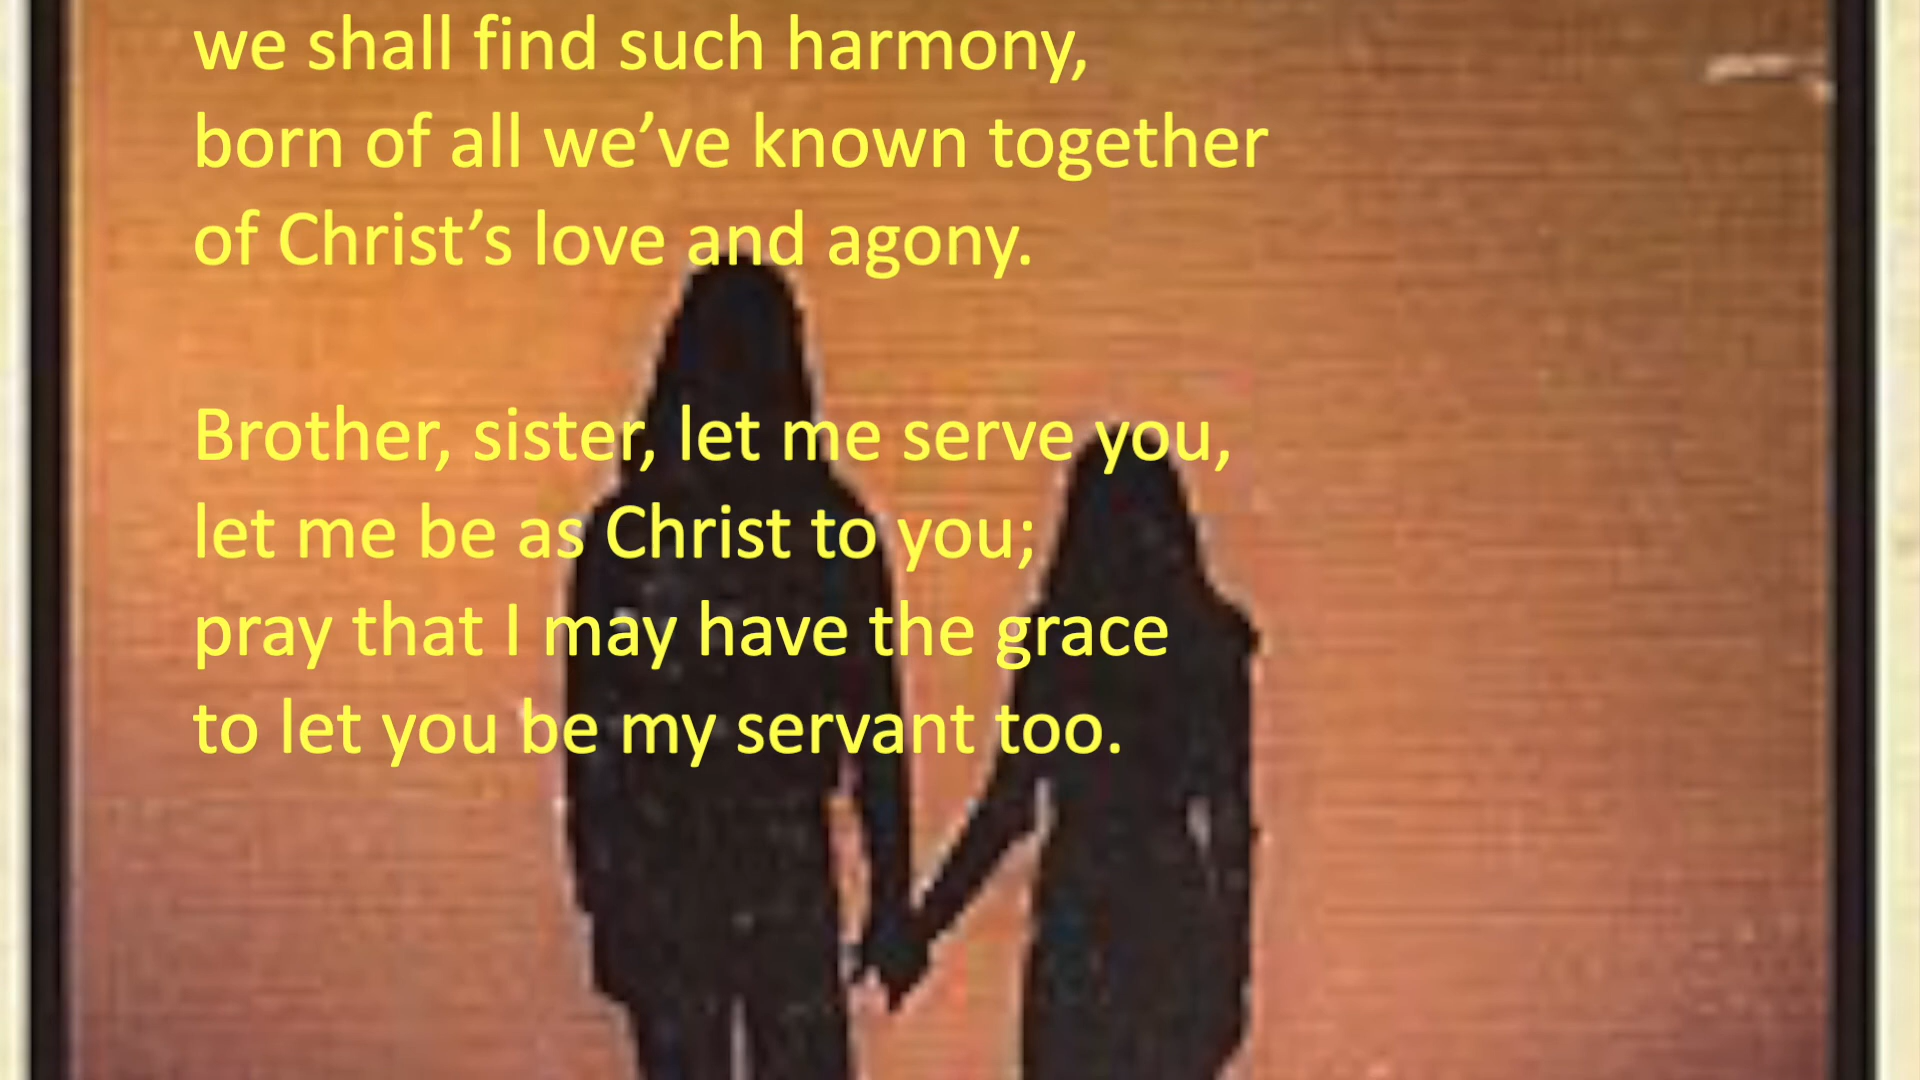 we shall find such harmony,
born of all we’ve known together
of Christ’s love and agony.
Brother, sister, let me serve you,
let me be as Christ to you;
pray that I may have the grace
to let you be my servant too.